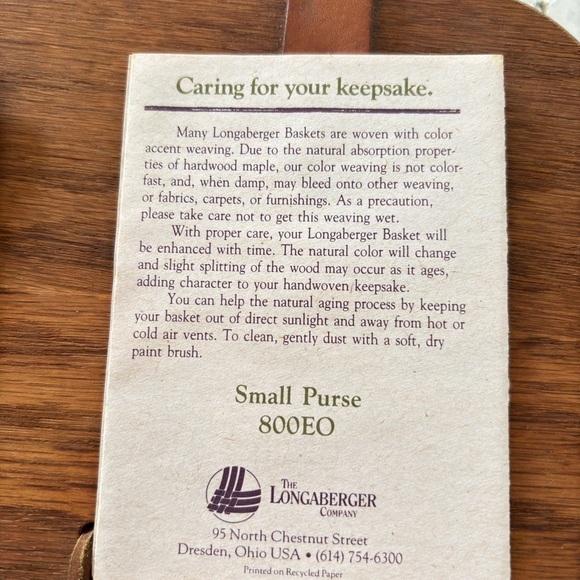 Caring for your keepsake.
Many Longaberger Baskets are woven with color
accent weaving. Due to the natural absorption proper-
ties of hardwood maple, our color weaving is not color-
fast, and, when damp, may bleed onto other weaving,
or fabrics, carpets, or furnishings. As a precaution,
please take care not to get this weaving wet.
With proper care, your Longaberger Basket will
be enhanced with time. The natural color will change
and slight splitting of the wood may occur as it ages,
adding character to your handwoven keepsake.
You can help the natural aging process by keeping
your basket out of direct sunlight and away from hot or
cold air vents. To clean, gently dust with a soft, dry
paint brush.
Small Purse
800EO
THE
LONGABERGER
COMPANY
95 North Chestnut Street
Dresden, Ohio USA • (614) 754-6300
Printed on Recycled Paper